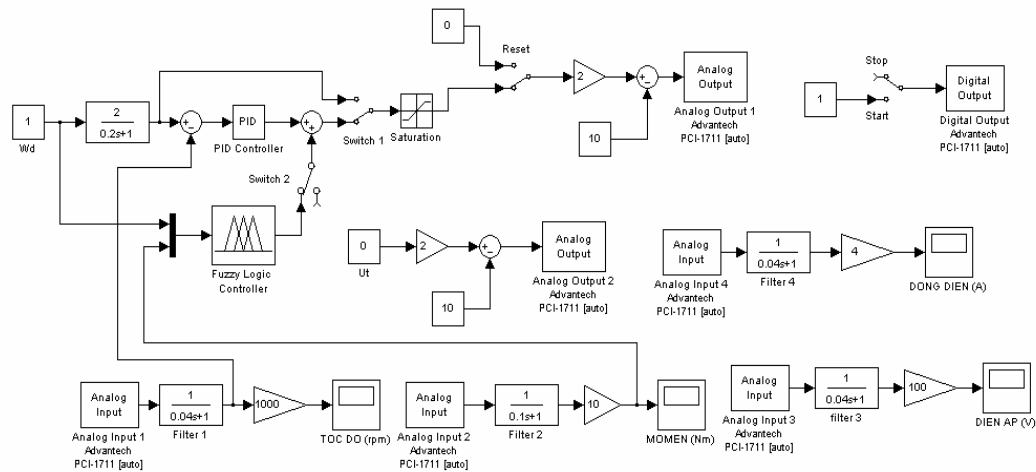 0
Reset
2
+
−
Analog
Output
Analog Output 1
Advantech
PCI-1711 [auto]
10
Stop
1
Start
Digital
Output
Digital Output
Advantech
PCI-1711 [auto]
1
Wd
2
0.2s+1
+
−
PID
PID Controller
+
+
Switch 1
Saturation
Switch 2
Fuzzy Logic
Controller
0
Ut
2
+
−
10
Analog
Output
Analog Output 2
Advantech
PCI-1711 [auto]
Analog
Input
Analog Input 4
Advantech
PCI-1711 [auto]
1
0.04s+1
Filter 4
4
DONG DIEN (A)
Analog
Input
Analog Input 1
Advantech
PCI-1711 [auto]
1
0.04s+1
Filter 1
1000
TOC DO (rpm)
Analog
Input
Analog Input 2
Advantech
PCI-1711 [auto]
1
0.1s+1
Filter 2
10
MOMEN (Nm)
Analog
Input
Analog Input 3
Advantech
PCI-1711 [auto]
1
0.04s+1
filter 3
100
DIEN AP (V)